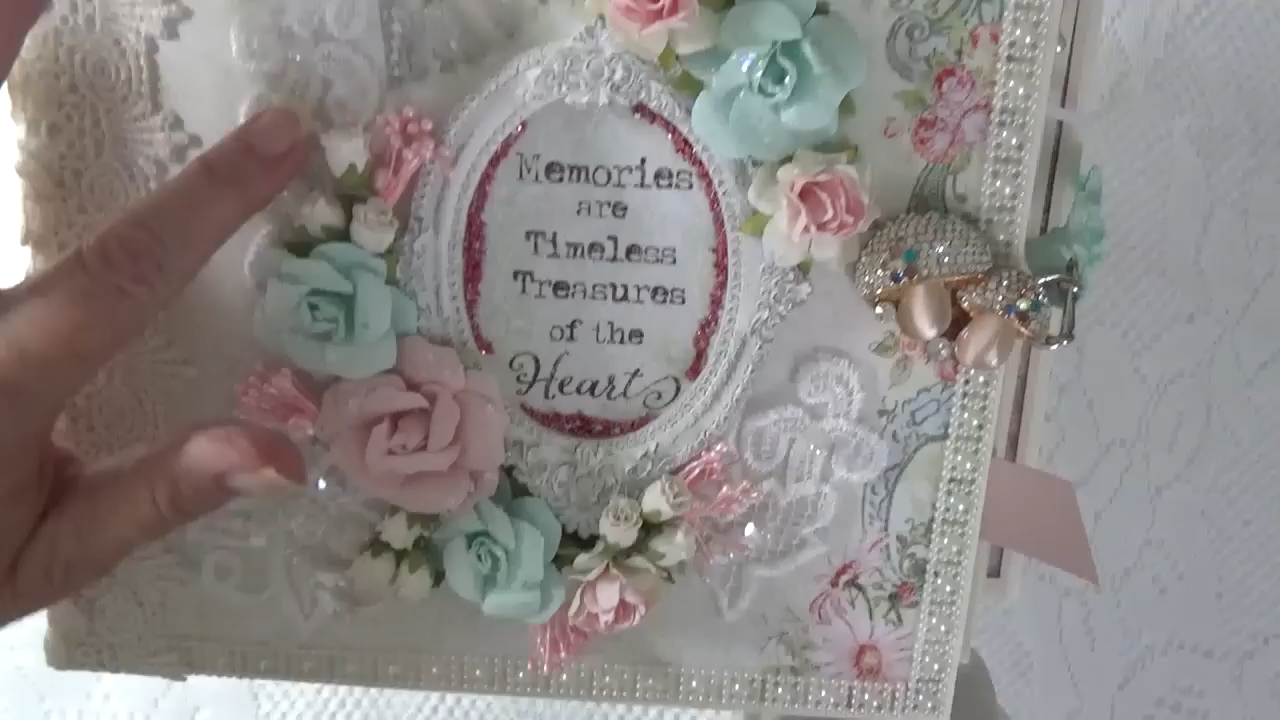 Memories
are
Timeless
Treasures
of the
Heart